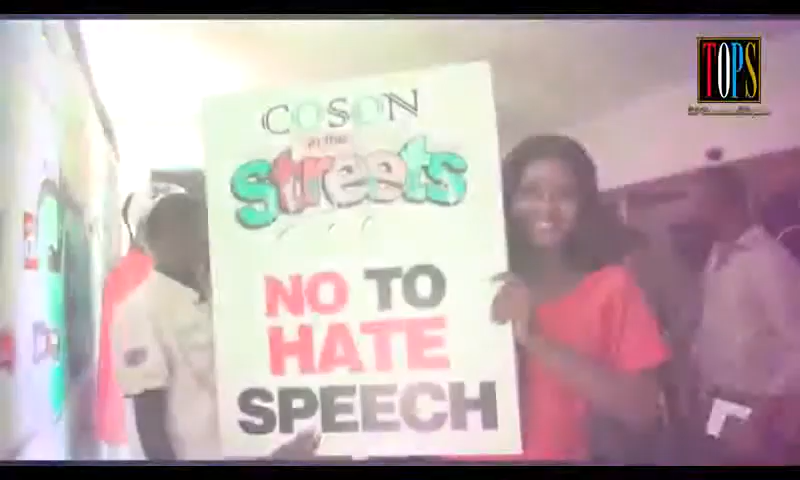 TOPS
COSON
in the
streets
NO TO
HATE
SPEECH